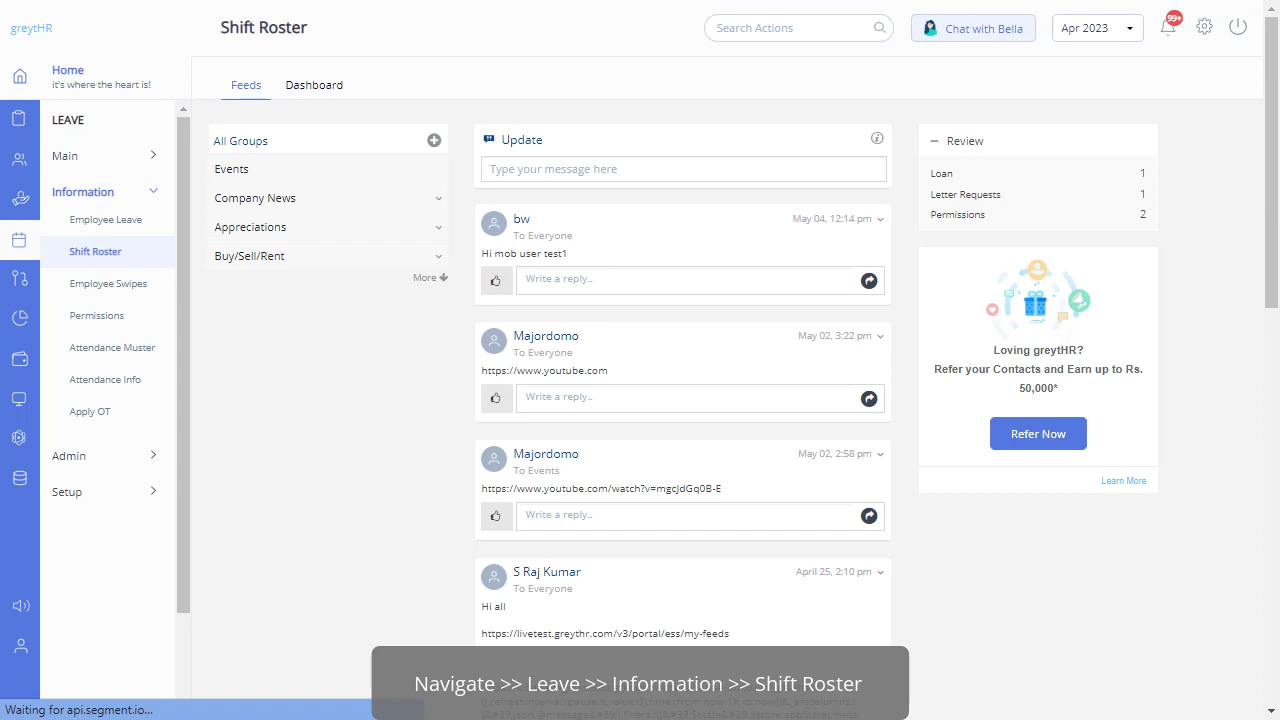 greytHR
Shift Roster
Search Actions
Chat with Bella
Apr 2023
99+
Home
it's where the heart is!
Feeds
Dashboard
LEAVE
Main
Information
Employee Leave
Shift Roster
Employee Swipes
Permissions
Attendance Muster
Attendance Info
Apply OT
Admin
Setup
All Groups
Events
Company News
Appreciations
Buy/Sell/Rent
More
Update
Type your message here
bw
May 04, 12:14 pm
To Everyone
Hi mob user test1
Write a reply..
Majordomo
May 02, 3:22 pm
To Everyone
https://www.youtube.com
Write a reply..
Majordomo
May 02, 2:58 pm
To Events
https://www.youtube.com/watch?v=mgcJdGq0B-E
Write a reply..
S Raj Kumar
April 25, 2:10 pm
To Everyone
Hi all
https://livetest.greythr.com/v3/portal/ess/my-feeds
Review
Loan 1
Letter Requests 1
Permissions 2
Loving greytHR?
Refer your Contacts and Earn up to Rs.
50,000*
Refer Now
Learn More
Navigate >> Leave >> Information >> Shift Roster
Waiting for api.segment.io...